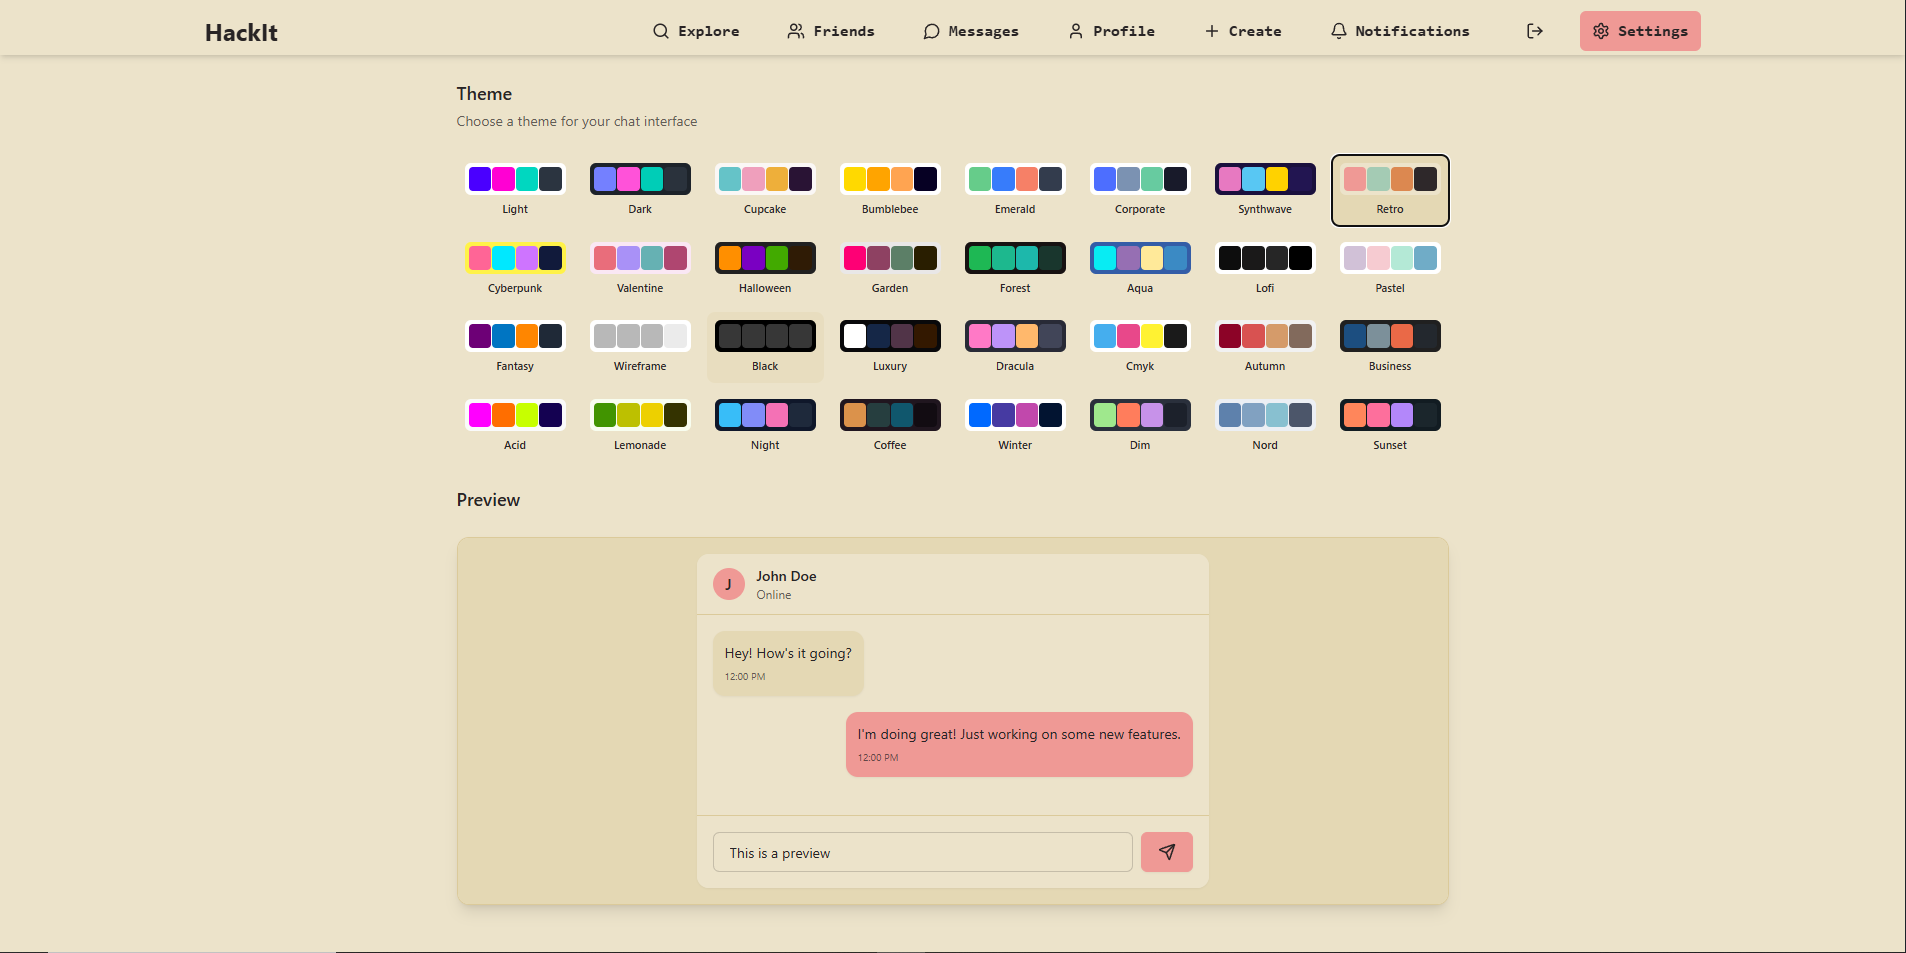 HackIt
Explore
Friends
Messages
Profile
Create
Notifications
Settings
Theme
Choose a theme for your chat interface
Light
Dark
Cupcake
Bumblebee
Emerald
Corporate
Synthwave
Retro
Cyberpunk
Valentine
Halloween
Garden
Forest
Aqua
Lofi
Pastel
Fantasy
Wireframe
Black
Luxury
Dracula
Cmyk
Autumn
Business
Acid
Lemonade
Night
Coffee
Winter
Dim
Nord
Sunset
Preview
J
John Doe
Online
Hey! How's it going?
12:00 PM
I'm doing great! Just working on some new features.
12:00 PM
This is a preview